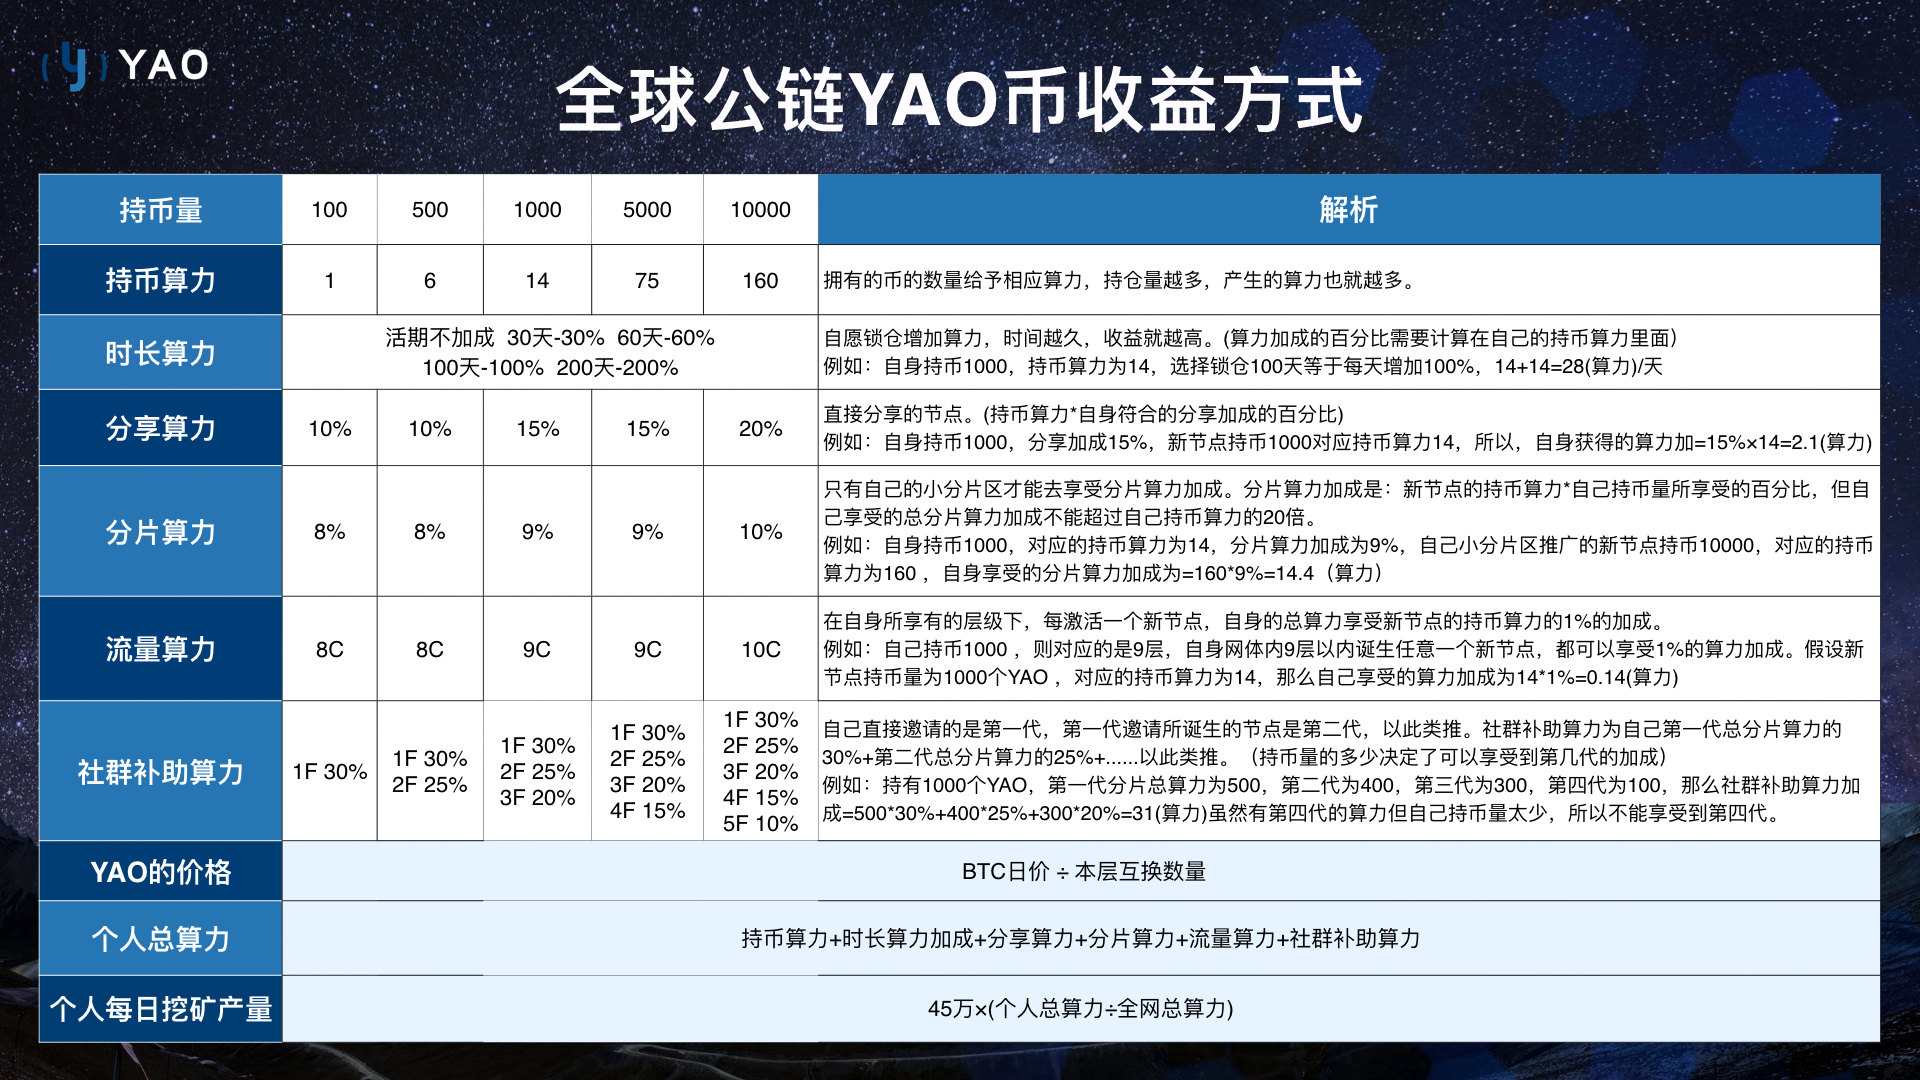 YAO
全球公链YAO币收益方式
持币量 100 500 1000 5000 10000 解析
持币算力 1 6 14 75 160 拥有的币的数量给予相应算力，持仓量越多，产生的算力也就越多。
时长算力
活期不加成 30天-30% 60天-60%
100天-100% 200天-200%
自愿锁仓增加算力，时间越久，收益就越高。(算力加成的百分比需要计算在自己的持币算力里面）
例如：自身持币1000，持币算力为14，选择锁仓100天等于每天增加100%，14+14=28(算力)/天
分享算力 10% 10% 15% 15% 20%
直接分享的节点。(持币算力*自身符合的分享加成的百分比)
例如：自身持币1000，分享加成15%，新节点持币1000对应持币算力14，所以，自身获得的算力加=15%×14=2.1(算力)
分片算力 8% 8% 9% 9% 10%
只有自己的小分片区才能去享受分片算力加成。分片算力加成是：新节点的持币算力*自己持币量所享受的百分比，但自
己享受的总分片算力加成不能超过自己持币算力的20倍。
例如：自身持币1000，对应的持币算力为14，分片算力加成为9%，自己小分片区推广的新节点持币10000，对应的持币
算力为160 ，自身享受的分片算力加成为=160*9%=14.4（算力）
流量算力 8C 8C 9C 9C 10C
在自身所享有的层级下，每激活一个新节点，自身的总算力享受新节点的持币算力的1%的加成。
例如：自己持币1000 ，则对应的是9层，自身网体内9层以内诞生任意一个新节点，都可以享受1%的算力加成。假设新
节点持币量为1000个YAO ，对应的持币算力为14，那么自己享受的算力加成为14*1%=0.14(算力)
社群补助算力
1F 30%
1F 30%
2F 25%
1F 30%
2F 25%
3F 20%
1F 30%
2F 25%
3F 20%
4F 15%
1F 30%
2F 25%
3F 20%
4F 15%
5F 10%
自己直接邀请的是第一代，第一代邀请所诞生的节点是第二代，以此类推。社群补助算力为自己第一代总分片算力的
30%+第二代总分片算力的25%+......以此类推。（持币量的多少决定了可以享受到第几代的加成）
例如：持有1000个YAO，第一代分片总算力为500，第二代为400，第三代为300，第四代为100，那么社群补助算力加
成=500*30%+400*25%+300*20%=31(算力)虽然有第四代的算力但自己持币量太少，所以不能享受到第四代。
YAO的价格 BTC日价 ÷ 本层互换数量
个人总算力 持币算力+时长算力加成+分享算力+分片算力+流量算力+社群补助算力
个人每日挖矿产量 45万×(个人总算力÷全网总算力)